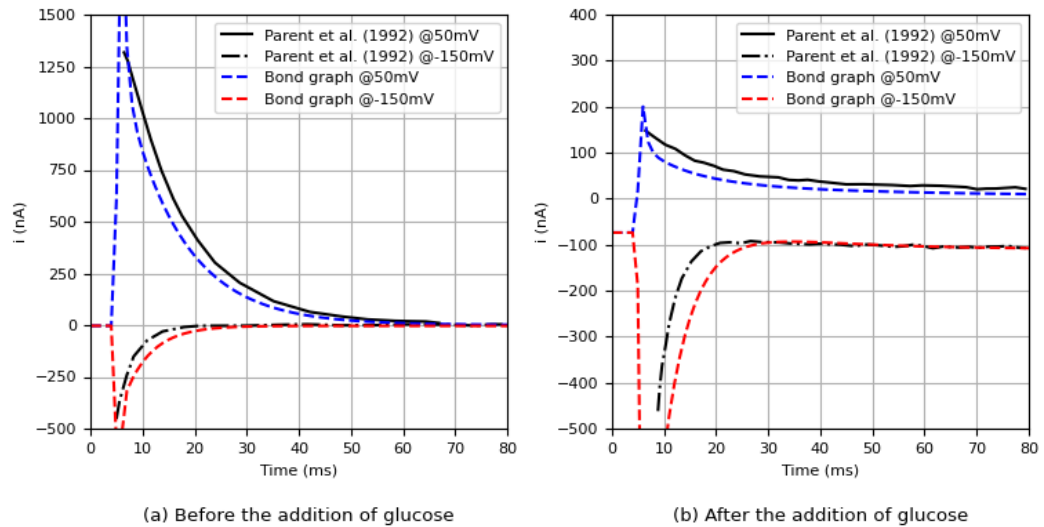 1500
1250
1000
750
500
250
0
−250
−500
i (nA)
0 10 20 30 40 50 60 70 80
Time (ms)
Parent et al. (1992) @50mV
Parent et al. (1992) @-150mV
Bond graph @50mV
Bond graph @-150mV
(a) Before the addition of glucose
400
300
200
100
0
−100
−200
−300
−400
−500
i (nA)
0 10 20 30 40 50 60 70 80
Time (ms)
Parent et al. (1992) @50mV
Parent et al. (1992) @-150mV
Bond graph @50mV
Bond graph @-150mV
(b) After the addition of glucose